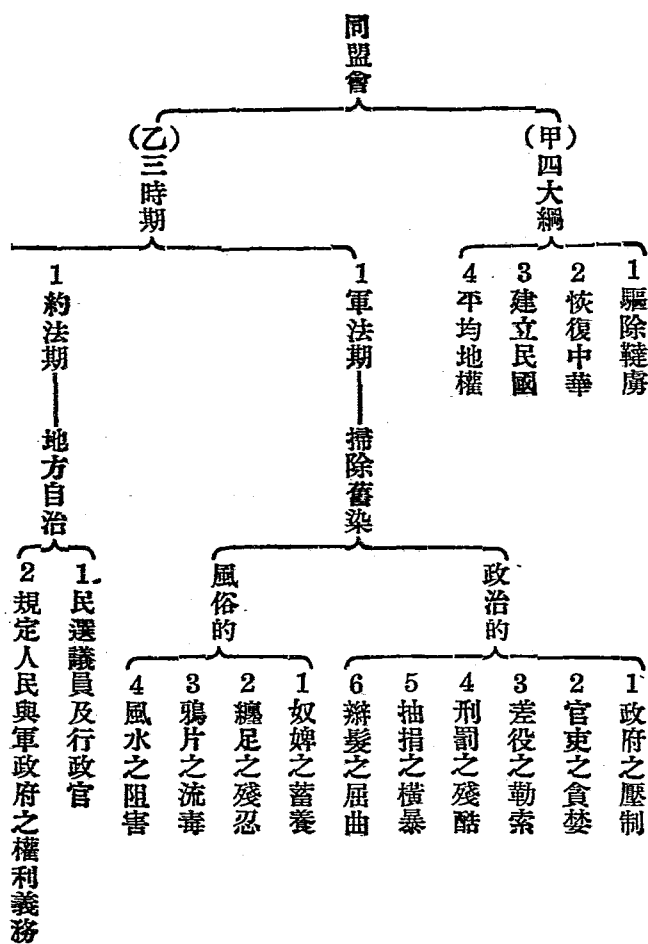 同盟會
(甲)四大綱
1驅除韃虜
2恢復中華
3建立民國
4平均地權
(乙)三時期
1軍法期
掃除舊染
政治的
1政府之壓制
2官吏之貪婪
3差役之勒索
4刑罰之殘酷
5抽捐之橫暴
6辮髮之屈曲
風俗的
1奴婢之蓄養
2纏足之殘忍
3鴉片之流毒
4風水之阻害
1約法期
地方自治
1.民選議員及行政官
2規定人民與軍政府之權利義務